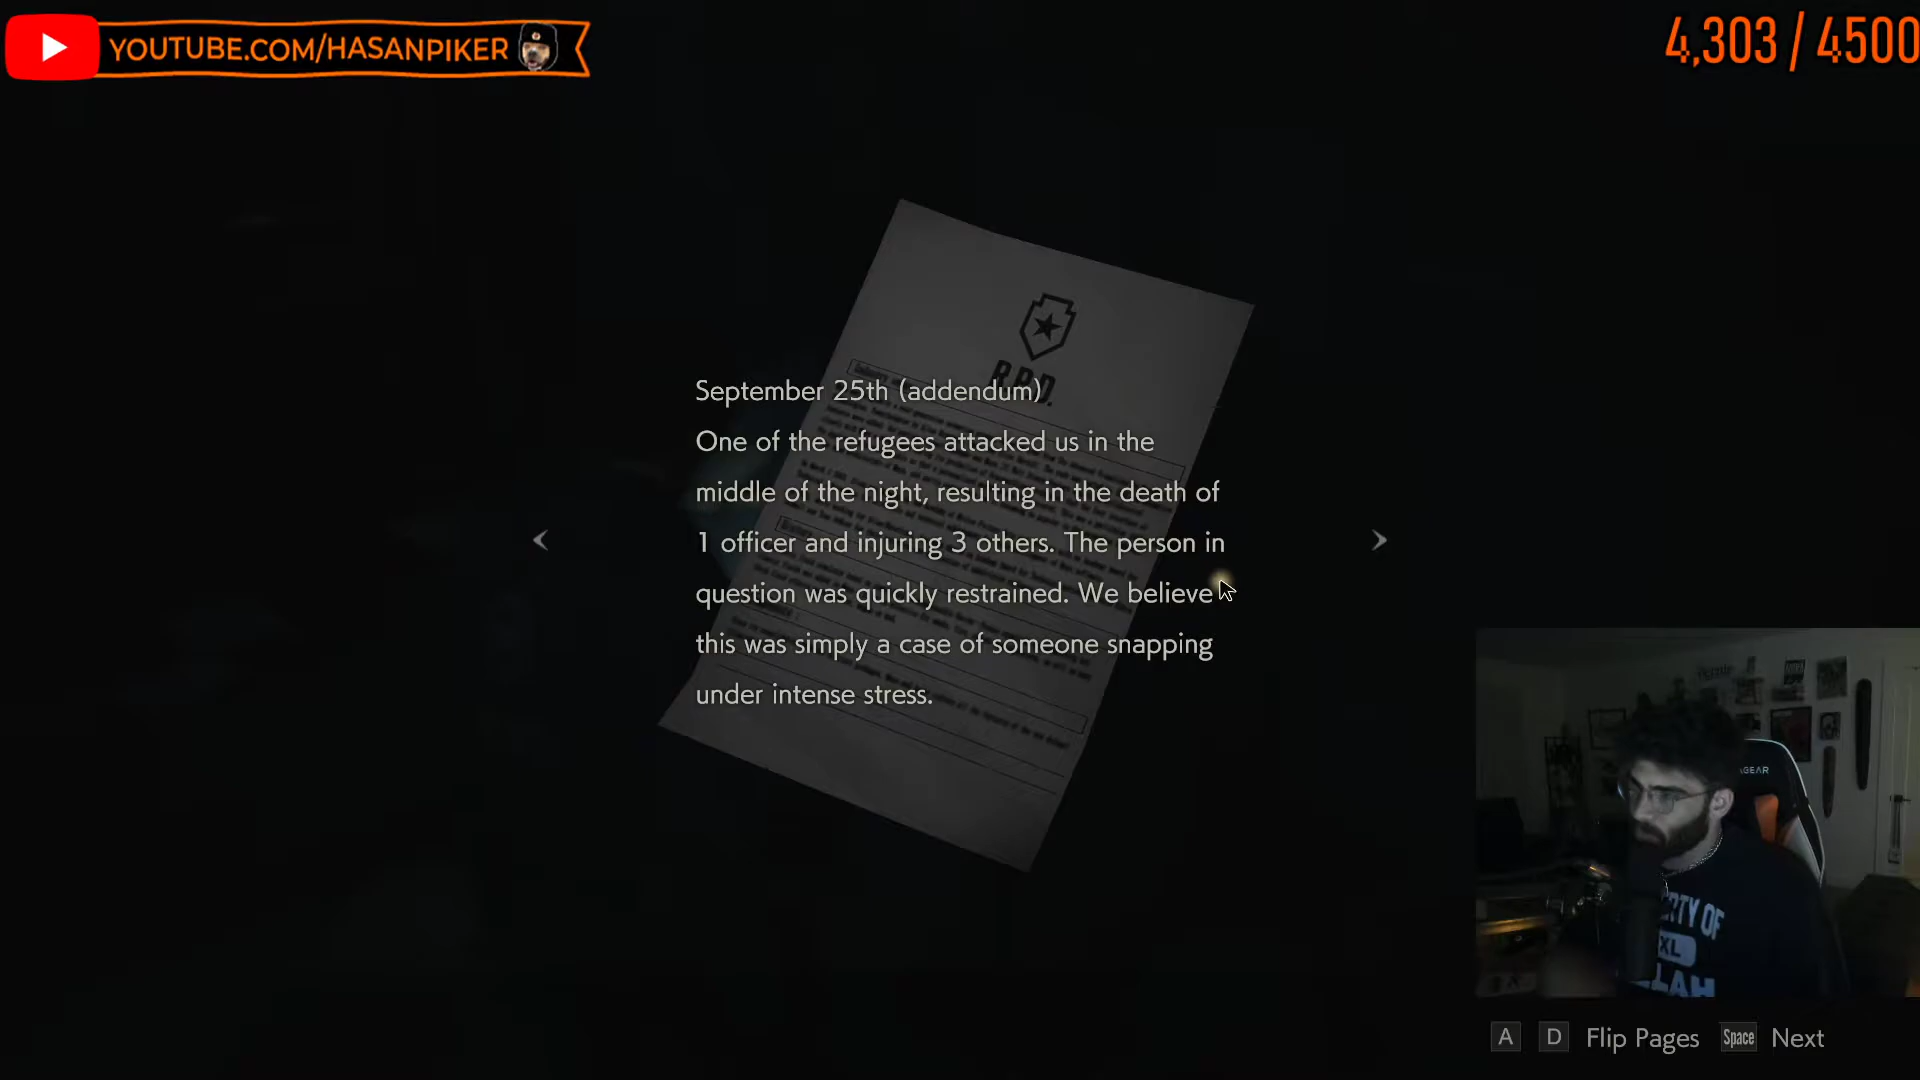 YOUTUBE.COM/HASANPIKER
4,303 / 4500
R.P.D.
September 25th (addendum)
One of the refugees attacked us in the
middle of the night, resulting in the death of
1 officer and injuring 3 others. The person in
question was quickly restrained. We believe
this was simply a case of someone snapping
under intense stress.
XL
A D Flip Pages Space Next